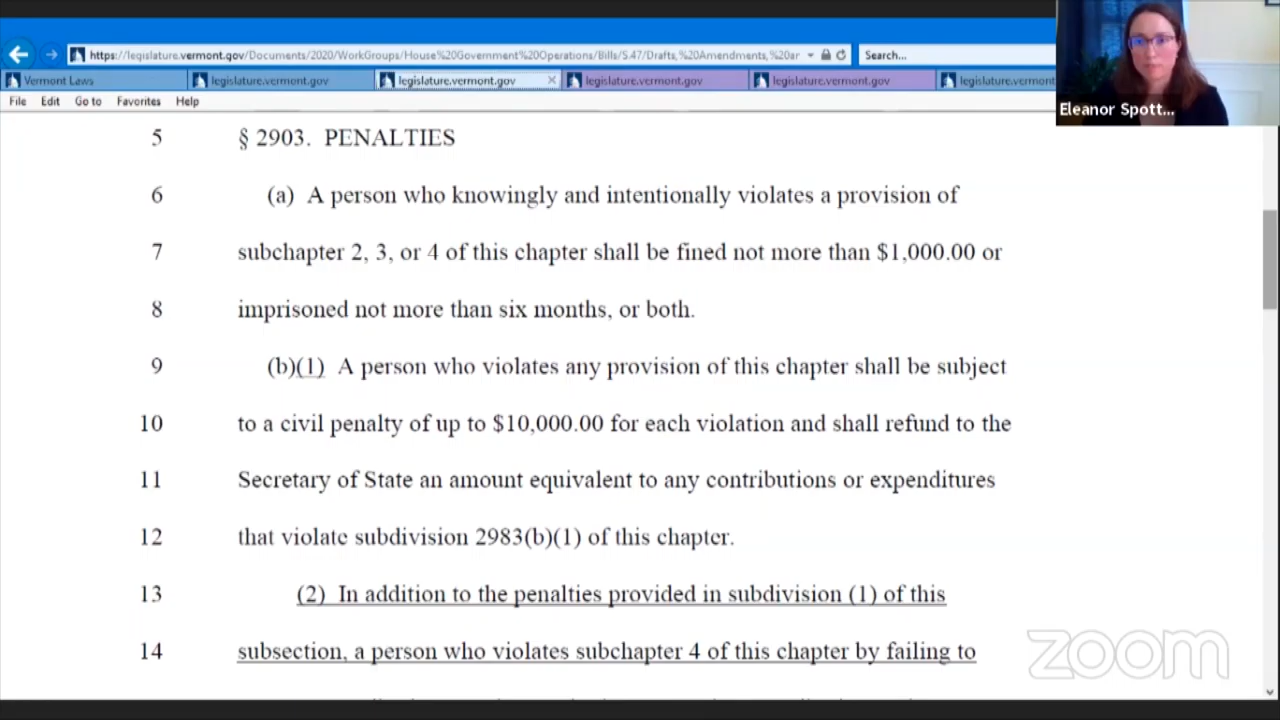 https://legislature.vermont.gov/Documents/2020/WorkGroups/House%20Government%20Operations/Bills/S.47/Drafts,%20Amendments,%20ar
Search...
Vermont Laws
legislature.vermont.gov
legislature.vermont.gov
legislature.vermont.gov
legislature.vermont.gov
legislature.vermont
File Edit Go to Favorites Help
Eleanor Spott...
5 § 2903. PENALTIES
6 (a) A person who knowingly and intentionally violates a provision of
7 subchapter 2, 3, or 4 of this chapter shall be fined not more than $1,000.00 or
8 imprisoned not more than six months, or both.
9 (b)(1) A person who violates any provision of this chapter shall be subject
10 to a civil penalty of up to $10,000.00 for each violation and shall refund to the
11 Secretary of State an amount equivalent to any contributions or expenditures
12 that violate subdivision 2983(b)(1) of this chapter.
13 (2) In addition to the penalties provided in subdivision (1) of this
14 subsection, a person who violates subchapter 4 of this chapter by failing to
zoom